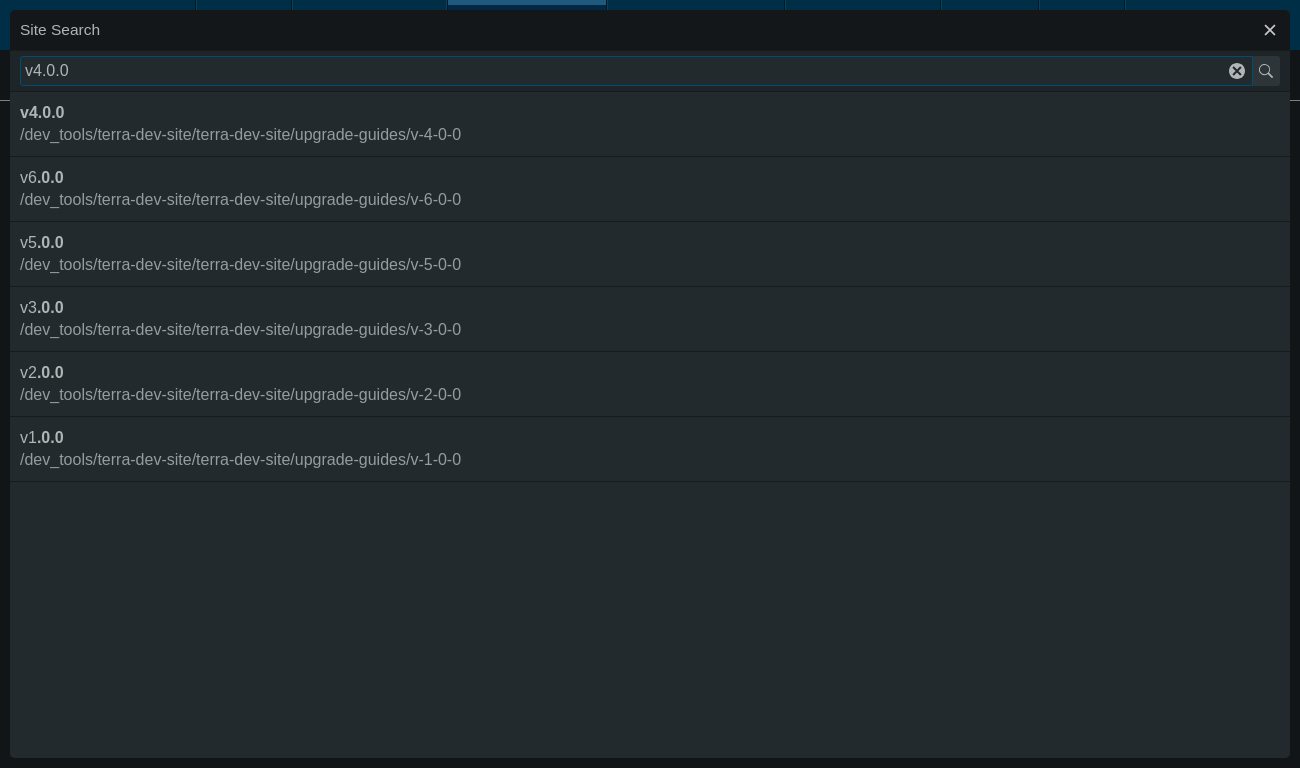 Site Search
v4.0.0
v4.0.0
/dev_tools/terra-dev-site/terra-dev-site/upgrade-guides/v-4-0-0
v6.0.0
/dev_tools/terra-dev-site/terra-dev-site/upgrade-guides/v-6-0-0
v5.0.0
/dev_tools/terra-dev-site/terra-dev-site/upgrade-guides/v-5-0-0
v3.0.0
/dev_tools/terra-dev-site/terra-dev-site/upgrade-guides/v-3-0-0
v2.0.0
/dev_tools/terra-dev-site/terra-dev-site/upgrade-guides/v-2-0-0
v1.0.0
/dev_tools/terra-dev-site/terra-dev-site/upgrade-guides/v-1-0-0